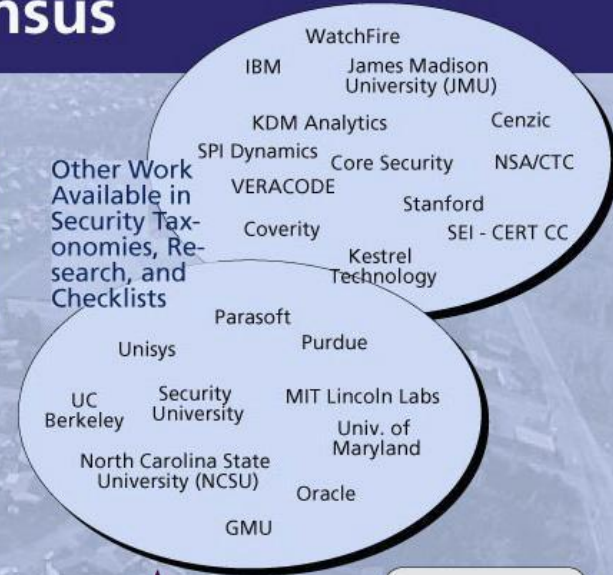 nsus
WatchFire
IBM
James Madison
University (JMU)
KDM Analytics
Cenzic
SPI Dynamics
Core Security
NSA/CTC
VERACODE
Stanford
Coverity
SEI - CERT CC
Kestrel
Technology
Other Work
Available in
Security Tax-
onomies, Re-
search, and
Checklists
Parasoft
Unisys
Purdue
UC
Berkeley
Security
University
MIT Lincoln Labs
Univ. of
Maryland
North Carolina State
University (NCSU)
Oracle
GMU